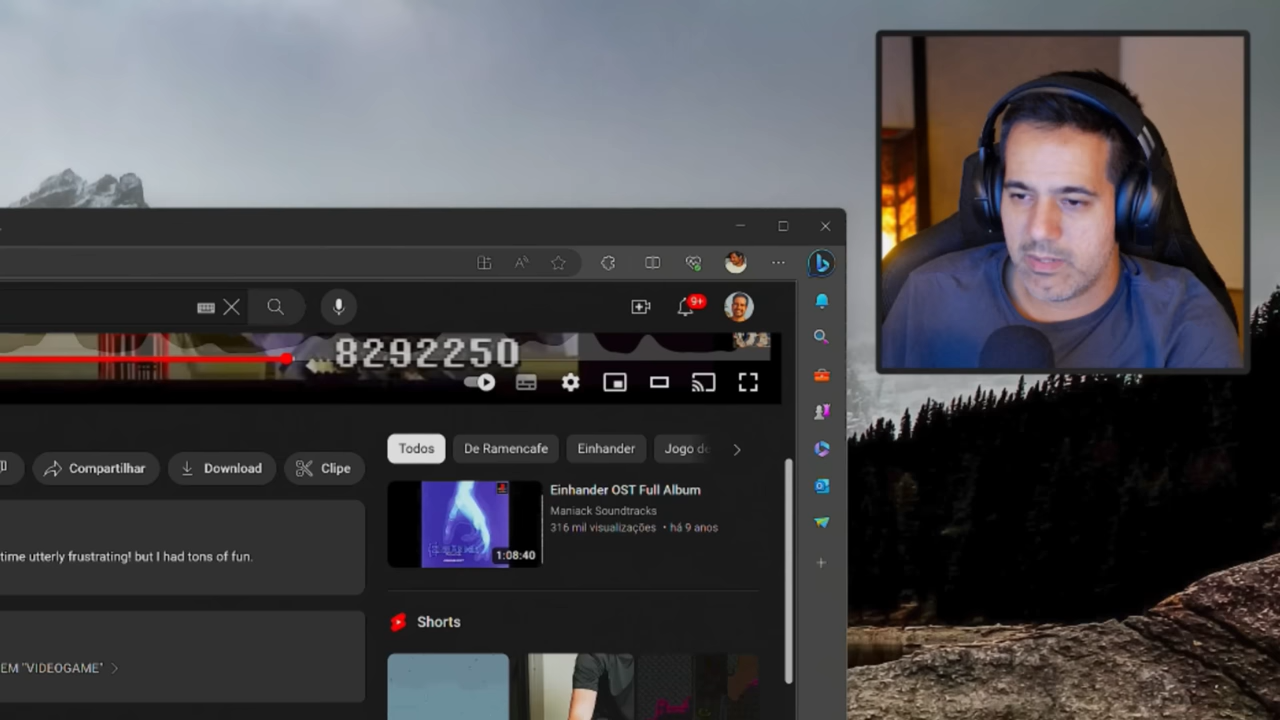 9+
8292250
Todos
De Ramencafe
Einhander
Jogo de
Compartilhar
Download
Clipe
Einhander OST Full Album
Maniack Soundtracks
316 mil visualizações • há 9 anos
1:08:40
time utterly frustrating! but I had tons of fun.
Shorts
EM "VIDEOGAME"